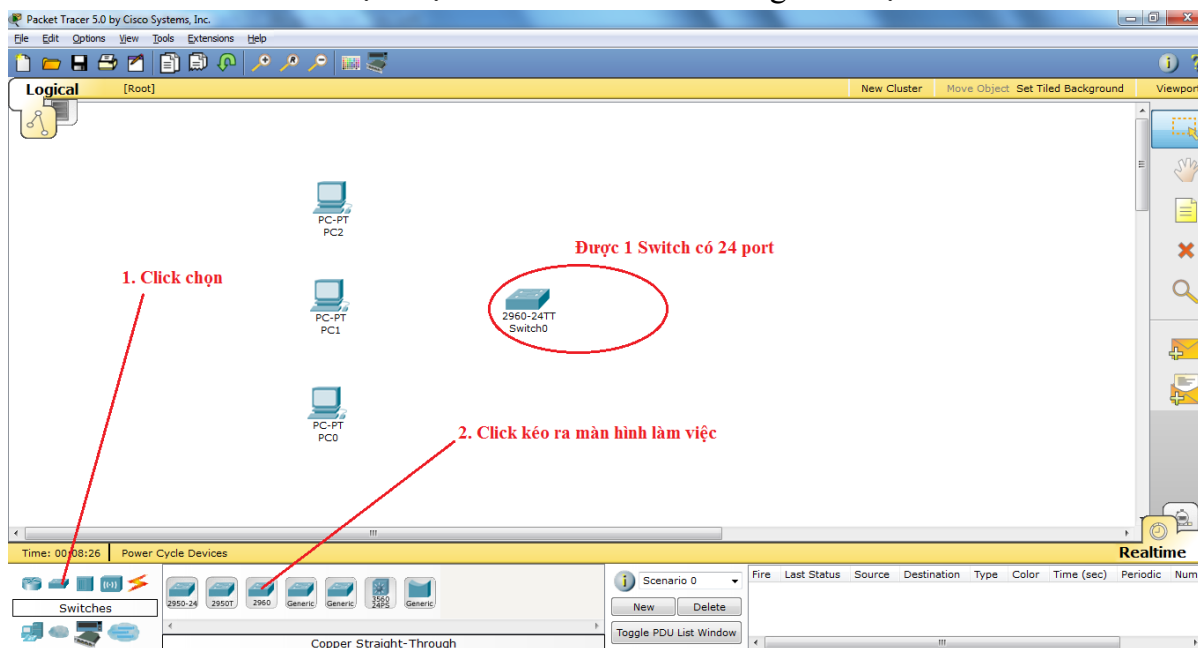 Packet Tracer 5.0 by Cisco Systems, Inc.
File Edit Options View Tools Extensions Help
Logical [Root] New Cluster Move Object Set Tiled Background Viewport
PC-PT
PC2
Được 1 Switch có 24 port
1. Click chọn
PC-PT
PC1
2960-24TT
Switch0
PC-PT
PC0
2. Click kéo ra màn hình làm việc
Time: 00:08:26 Power Cycle Devices Realtime
Switches
2950-24 2950T 2960 Generic Generic 3560 24PS Generic
Copper Straight-Through
Scenario 0
New Delete
Toggle PDU List Window
Fire Last Status Source Destination Type Color Time (sec) Periodic Num